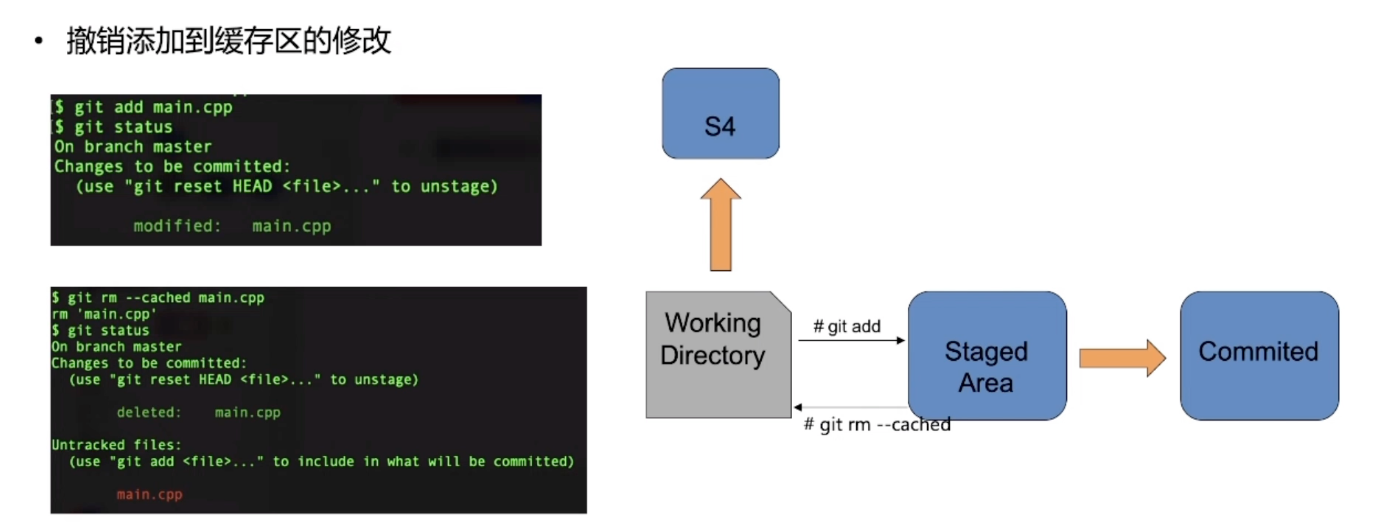 • 撤销添加到缓存区的修改
[$ git add main.cpp
[$ git status
On branch master
Changes to be committed:
(use "git reset HEAD <file>..." to unstage)
modified: main.cpp
$ git rm --cached main.cpp
rm 'main.cpp'
$ git status
On branch master
Changes to be committed:
(use "git reset HEAD <file>..." to unstage)
deleted: main.cpp
Untracked files:
(use "git add <file>..." to include in what will be committed)
main.cpp
S4
Working
Directory
# git add
# git rm --cached
Staged
Area
Commited